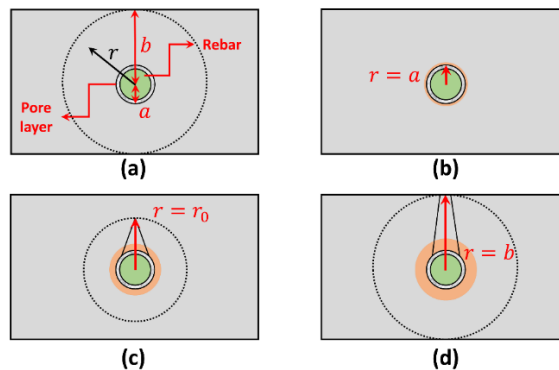 b
r
Rebar
a
Pore
layer
(a)
r = a
(b)
r = r₀
(c)
r = b
(d)